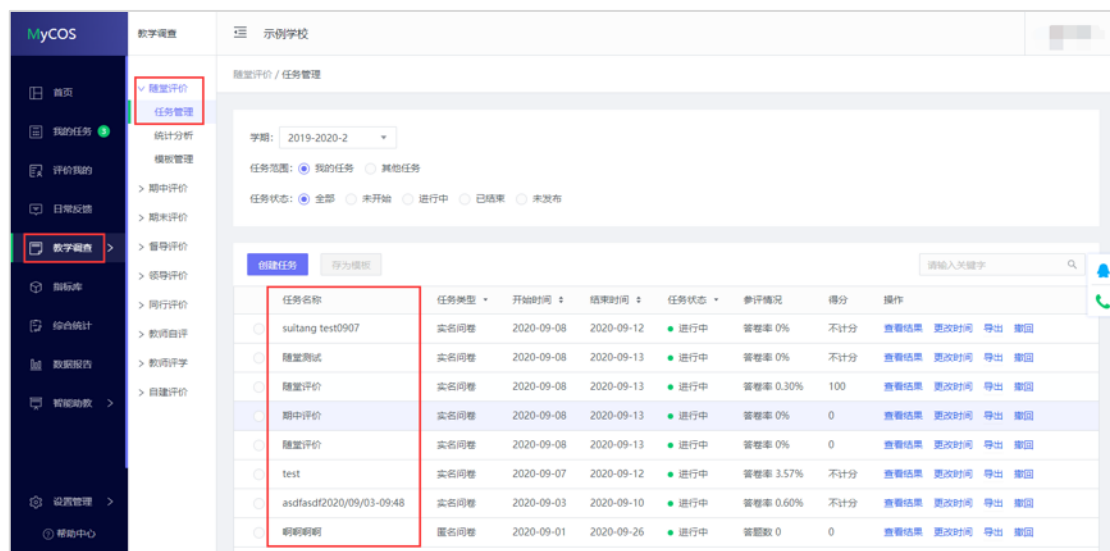 MyCOS
教学调查
示例学校
首页
我的任务 3
评价我的
日常反馈
教学调查 >
指标库
综合统计
数据报告
智能助教 >
设置管理 >
帮助中心
随堂评价
任务管理
统计分析
模板管理
> 期中评价
> 期末评价
> 督导评价
> 领导评价
> 同行评价
> 教师自评
> 教师评学
> 自建评价
随堂评价 / 任务管理
学期: 2019-2020-2
任务范围: 我的任务 其他任务
任务状态: 全部 未开始 进行中 已结束 未发布
创建任务 存为模板 请输入关键字
任务名称 任务类型 开始时间 结束时间 任务状态 参评情况 得分 操作
suitang test0907 实名问卷 2020-09-08 2020-09-12 进行中 答卷率 0% 不计分 查看结果 更改时间 导出 撤回
随堂测试 实名问卷 2020-09-08 2020-09-13 进行中 答卷率 0% 不计分 查看结果 更改时间 导出 撤回
随堂评价 实名问卷 2020-09-08 2020-09-13 进行中 答卷率 0.30% 100 查看结果 更改时间 导出 撤回
期中评价 实名问卷 2020-09-08 2020-09-13 进行中 答卷率 0% 0 查看结果 更改时间 导出 撤回
随堂评价 实名问卷 2020-09-08 2020-09-13 进行中 答卷率 0% 0 查看结果 更改时间 导出 撤回
test 实名问卷 2020-09-07 2020-09-12 进行中 答卷率 3.57% 不计分 查看结果 更改时间 导出 撤回
asdfasdf2020/09/03-09:48 实名问卷 2020-09-03 2020-09-10 进行中 答卷率 0.60% 不计分 查看结果 更改时间 导出 撤回
啊啊啊啊 匿名问卷 2020-09-01 2020-09-26 进行中 答题数 0 0 查看结果 更改时间 导出 撤回